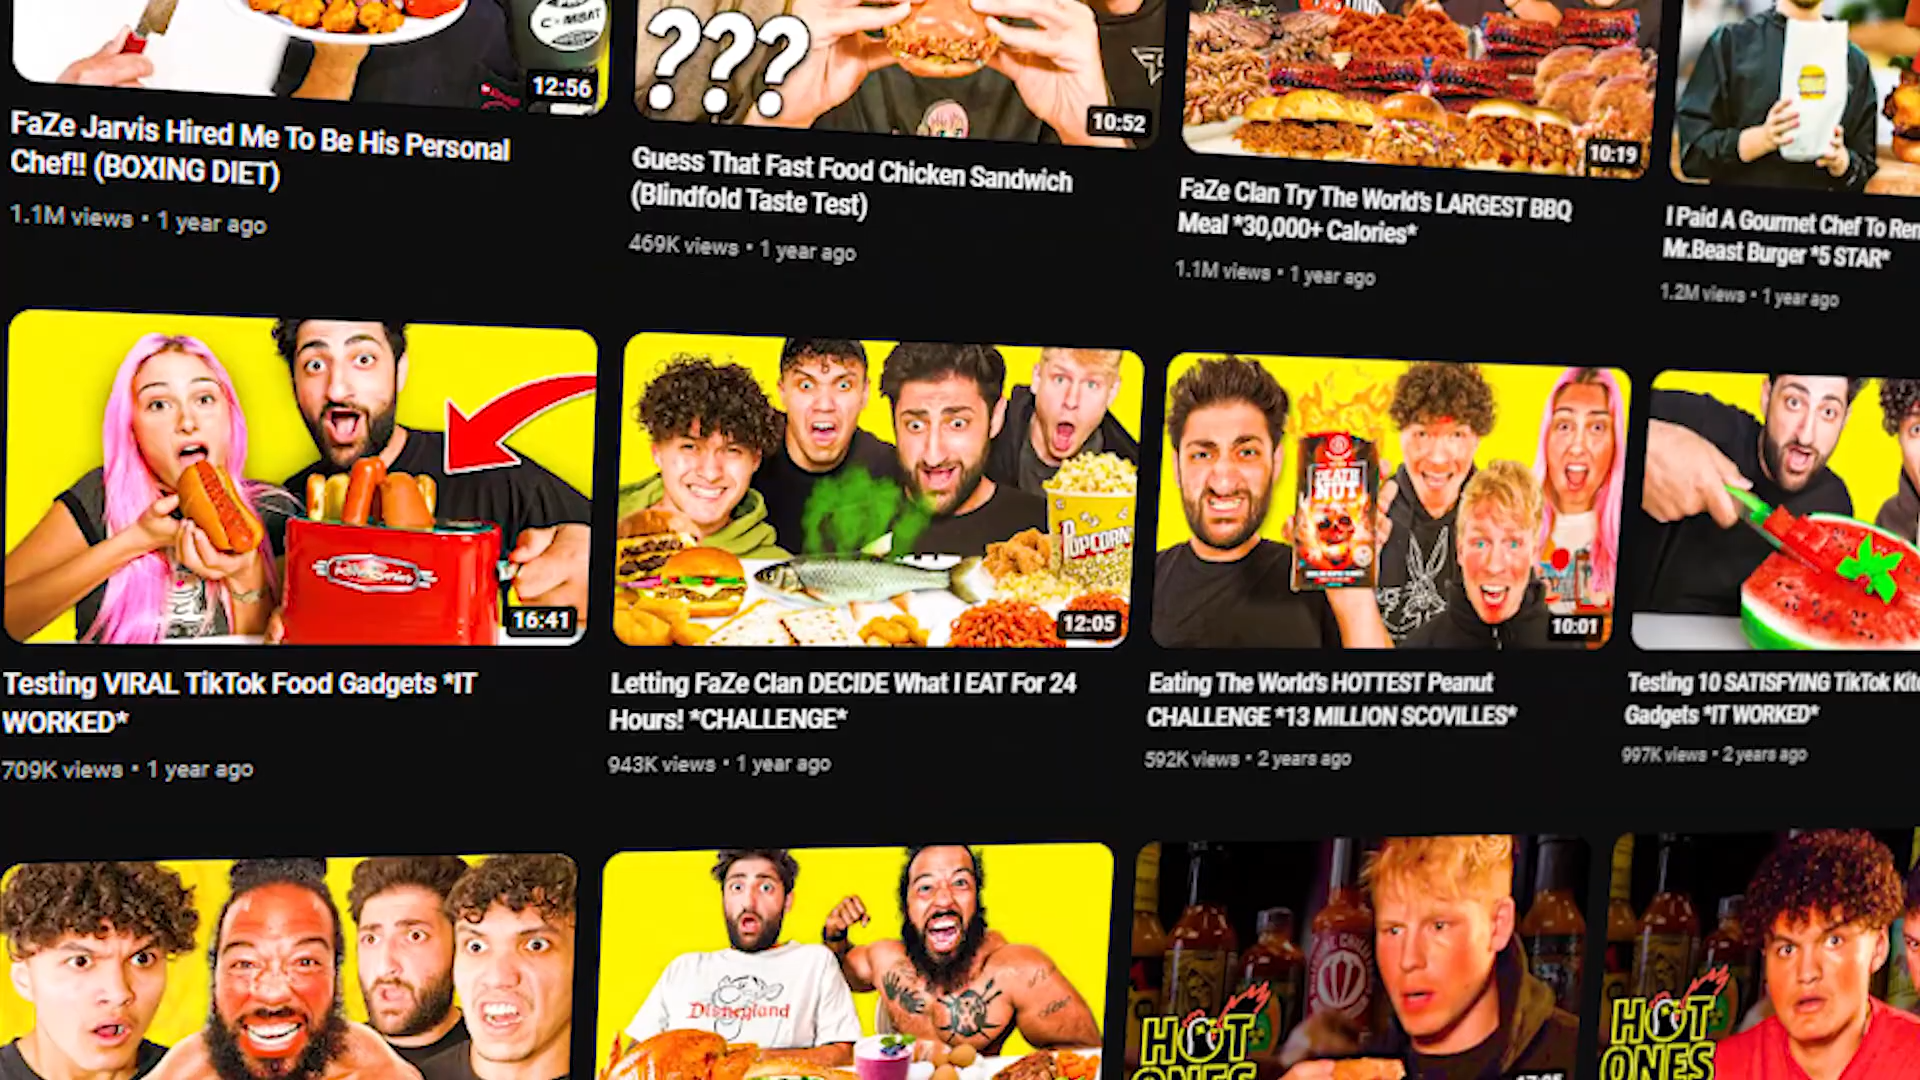 C•MBAT
12:56
???
10:52
10:19
FaZe Jarvis Hired Me To Be His Personal
Chef!! (BOXING DIET)
1.1M views • 1 year ago
Guess That Fast Food Chicken Sandwich
(Blindfold Taste Test)
469K views • 1 year ago
FaZe Clan Try The World's LARGEST BBQ
Meal *30,000+ Calories*
1.1M views • 1 year ago
I Paid A Gourmet Chef To
Mr.Beast Burger *5 STAR*
1.2M views • 1 year ago
16:41
POPCORN
12:05
DEATH
NUT
10:01
Testing VIRAL TikTok Food Gadgets *IT
WORKED*
709K views • 1 year ago
Letting FaZe Clan DECIDE What I EAT For 24
Hours! *CHALLENGE*
943K views • 1 year ago
Eating The World's HOTTEST Peanut
CHALLENGE *13 MILLION SCOVILLES*
592K views • 2 years ago
Testing 10 SATISFYING TikTok
Gadgets *IT WORKED*
997K views • 2 years ago
Disneyland
HOT
ONES
HOT
ONES